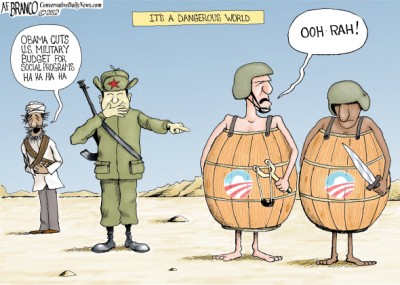 A.F. BRANCO ConservativeDailyNews.com
©2012
IT'S A DANGEROUS WORLD
OBAMA CUTS
U.S. MILITARY
BUDGET FOR
SOCIAL PROGRAMS
HA HA HA HA
OOH·RAH!